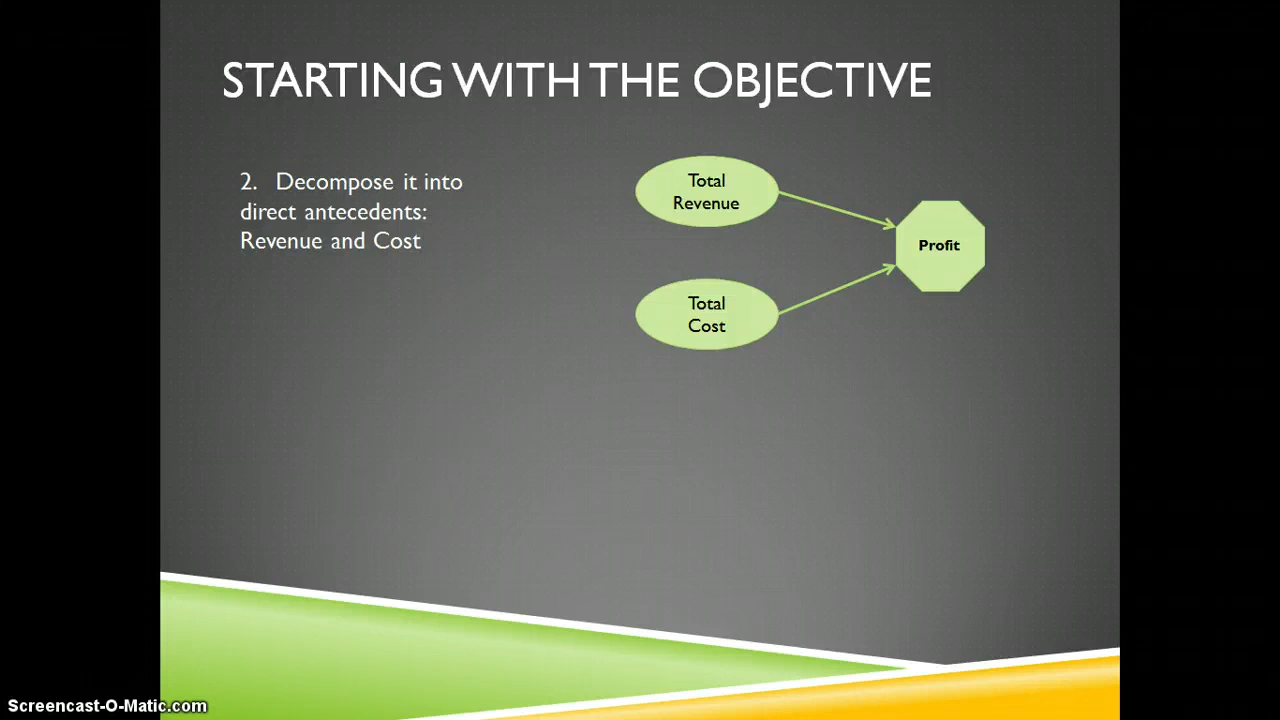 STARTING WITH THE OBJECTIVE
2. Decompose it into
direct antecedents:
Revenue and Cost
Total
Revenue
Profit
Total
Cost
Screencast-O-Matic.com